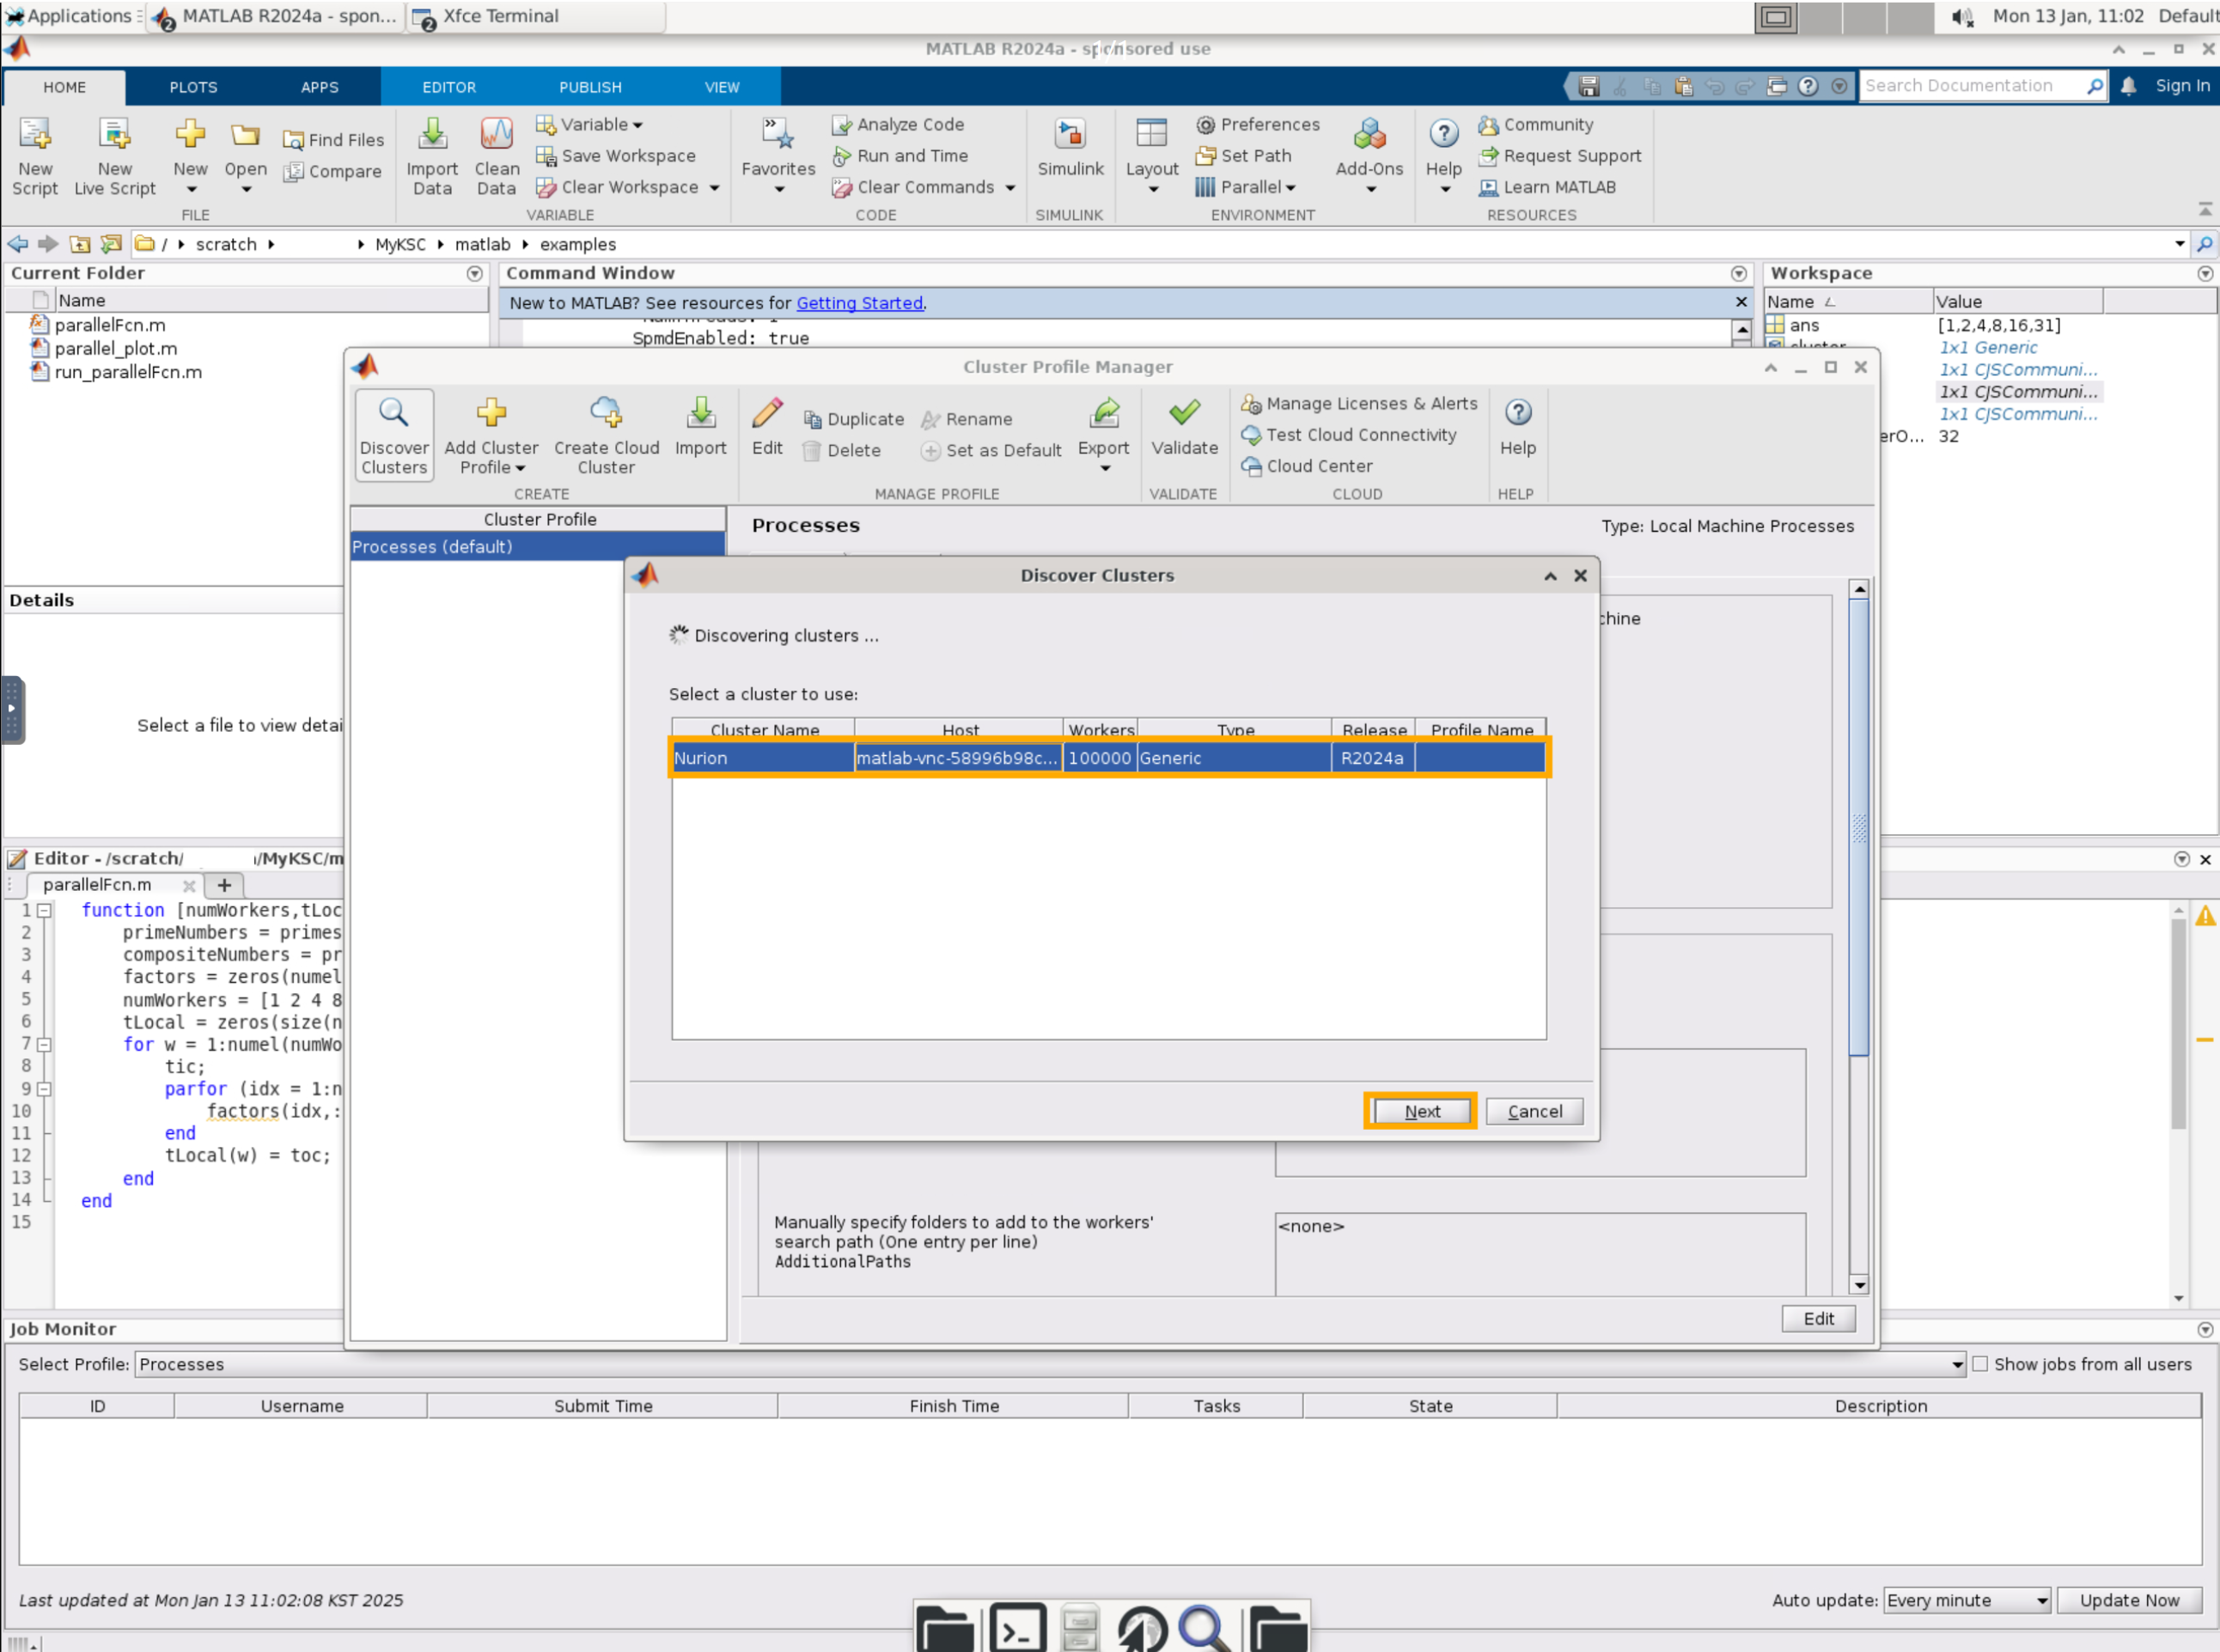 Applications
MATLAB R2024a - spon...
2
Xfce Terminal
2
Mon 13 Jan, 11:02
Default
MATLAB R2024a - sponsored use
HOME
PLOTS
APPS
EDITOR
PUBLISH
VIEW
Search Documentation
Sign In
New Script
New Live Script
New
Open
Find Files
Compare
FILE
Import Data
Clean Data
Variable
Save Workspace
Clear Workspace
VARIABLE
Favorites
Analyze Code
Run and Time
Clear Commands
CODE
Simulink
SIMULINK
Layout
Preferences
Set Path
Parallel
ENVIRONMENT
Add-Ons
Help
Community
Request Support
Learn MATLAB
RESOURCES
/ scratch MyKSC matlab examples
Current Folder
Name
parallelFcn.m
parallel_plot.m
run_parallelFcn.m
Details
Select a file to view detai
Command Window
New to MATLAB? See resources for Getting Started.
SpmdEnabled: true
Workspace
Name Value
ans [1,2,4,8,16,31]
1x1 Generic
1x1 CJSCommuni...
1x1 CJSCommuni...
1x1 CJSCommuni...
erO... 32
Cluster Profile Manager
Discover Clusters
Add Cluster Profile
Create Cloud Cluster
Import
CREATE
Edit
Duplicate
Delete
Rename
Set as Default
Export
MANAGE PROFILE
Validate
VALIDATE
Manage Licenses & Alerts
Test Cloud Connectivity
Cloud Center
CLOUD
Help
HELP
Cluster Profile
Processes (default)
Processes
Type: Local Machine Processes
chine
Discover Clusters
Discovering clusters ...
Select a cluster to use:
Cluster Name Host Workers Type Release Profile Name
Nurion matlab-vnc-58996b98c... 100000 Generic R2024a
Next
Cancel
Manually specify folders to add to the workers'
search path (One entry per line)
AdditionalPaths
<none>
Edit
Editor - /scratch/ /MyKSC/m
parallelFcn.m
1 function [numWorkers,tLoc
2 primeNumbers = primes
3 compositeNumbers = pr
4 factors = zeros(numel
5 numWorkers = [1 2 4 8
6 tLocal = zeros(size(n
7 for w = 1:numel(numWo
8 tic;
9 parfor (idx = 1:n
10 factors(idx,:
11 end
12 tLocal(w) = toc;
13 end
14 end
15
Job Monitor
Select Profile: Processes
Show jobs from all users
ID Username Submit Time Finish Time Tasks State Description
Last updated at Mon Jan 13 11:02:08 KST 2025
Auto update: Every minute
Update Now